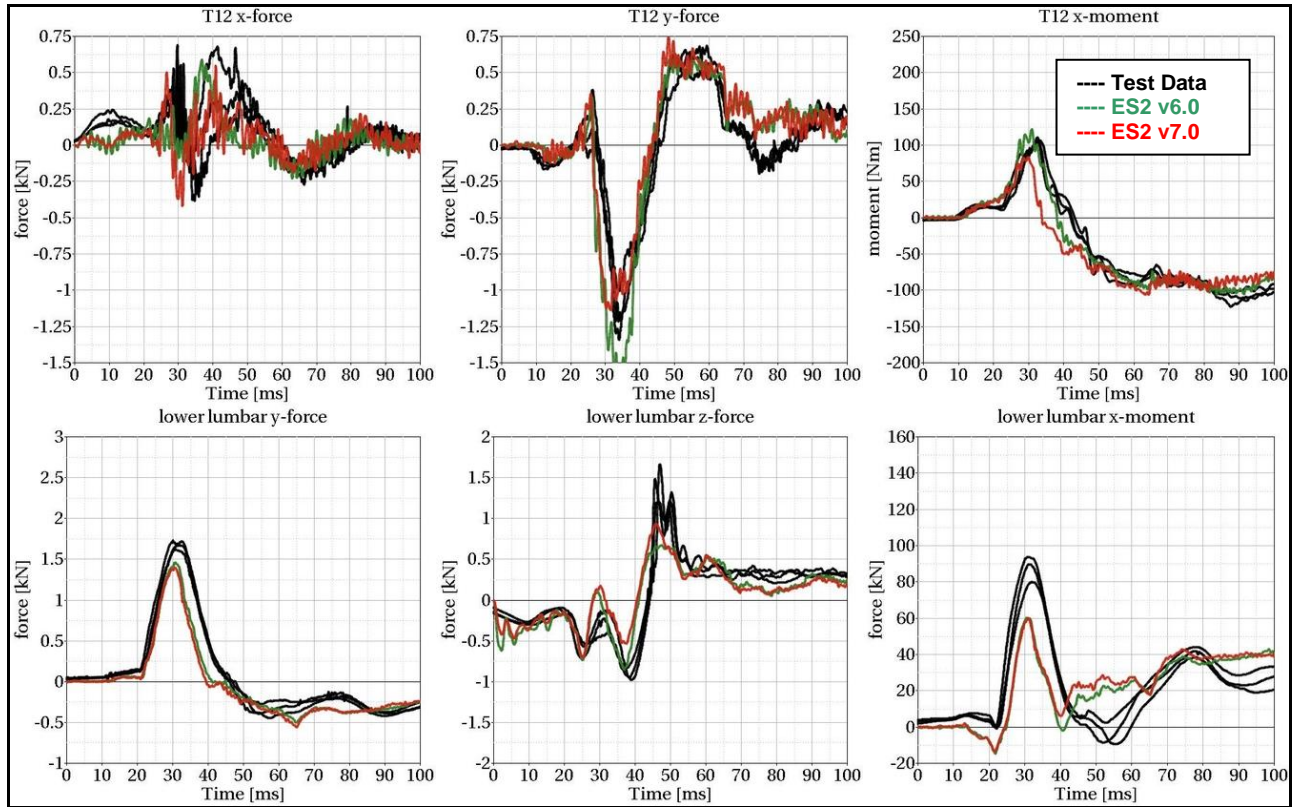 T12 x-force
0.75
0.5
0.25
0
-0.25
-0.5
-0.75
-1
-1.25
-1.5
force [kN]
0 10 20 30 40 50 60 70 80 90 100
Time [ms]
T12 y-force
0.75
0.5
0.25
0
-0.25
-0.5
-0.75
-1
-1.25
-1.5
force [kN]
0 10 20 30 40 50 60 70 80 90 100
Time [ms]
T12 x-moment
250
200
150
100
50
0
-50
-100
-150
-200
moment [Nm]
0 10 20 30 40 50 60 70 80 90 100
Time [ms]
---- Test Data
---- ES2 v6.0
---- ES2 v7.0
lower lumbar y-force
3
2.5
2
1.5
1
0.5
0
-0.5
-1
force [kN]
0 10 20 30 40 50 60 70 80 90 100
Time [ms]
lower lumbar z-force
2
1.5
1
0.5
0
-0.5
-1
-1.5
-2
force [kN]
0 10 20 30 40 50 60 70 80 90 100
Time [ms]
lower lumbar x-moment
160
140
120
100
80
60
40
20
0
-20
force [kN]
0 10 20 30 40 50 60 70 80 90 100
Time [ms]